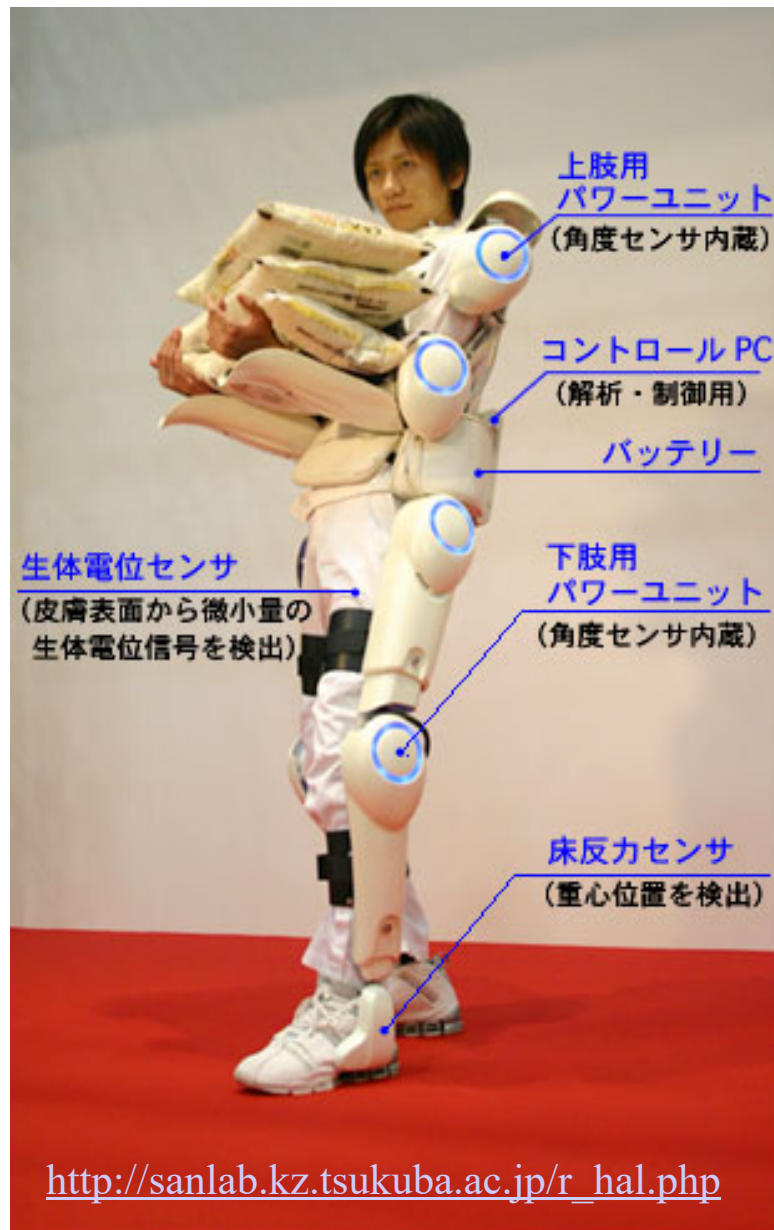 上肢用
パワーユニット
(角度センサ内蔵)
コントロール PC
(解析・制御用)
バッテリー
生体電位センサ
(皮膚表面から微小量の
生体電位信号を検出)
下肢用
パワーユニット
(角度センサ内蔵)
床反力センサ
(重心位置を検出)
http://sanlab.kz.tsukuba.ac.jp/r_hal.php